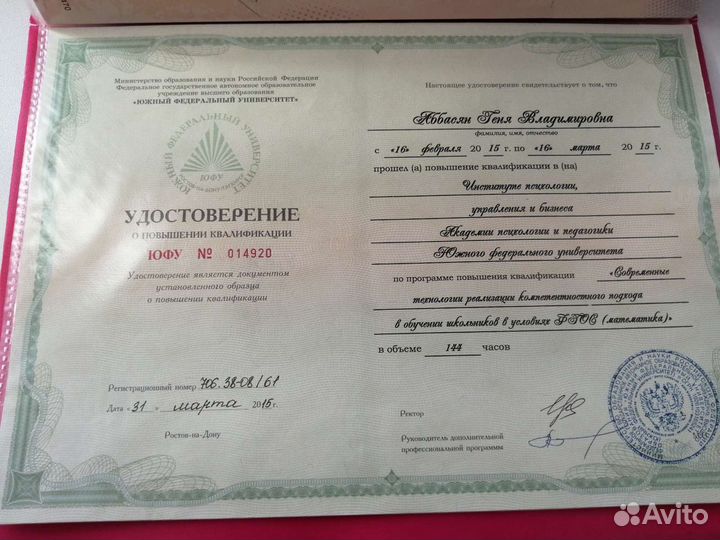 Министерство образования и науки Российской Федерации
Федеральное государственное автономное образовательное
учреждение высшего образования
«ЮЖНЫЙ ФЕДЕРАЛЬНЫЙ УНИВЕРСИТЕТ»
ЮЖНЫЙ ФЕДЕРАЛЬНЫЙ УНИВЕРСИТЕТ
ЮФУ
УДОСТОВЕРЕНИЕ
О ПОВЫШЕНИИ КВАЛИФИКАЦИИ
ЮФУ № 014920
Удостоверение является документом
установленного образца
о повышении квалификации
Регистрационный номер 706.38-08/61
Дата «31» марта 2015г.
Ростов-на-Дону
Настоящее удостоверение свидетельствует о том, что
Аббасян Геня Владимировна
фамилия, имя, отчество
с «16» февраля 2015 г. по «16» марта 2015 г.
прошел (а) повышение квалификации в (на)
Институте психологии,
управления и бизнеса
Академии психологии и педагогики
Южного федерального университета
по программе повышения квалификации «Современные
технологии реализации компетентностного подхода
в обучении школьников в условиях ФГОС (математика)»
в объеме 144 часов
Ректор
Руководитель дополнительной
профессиональной программы
Avito